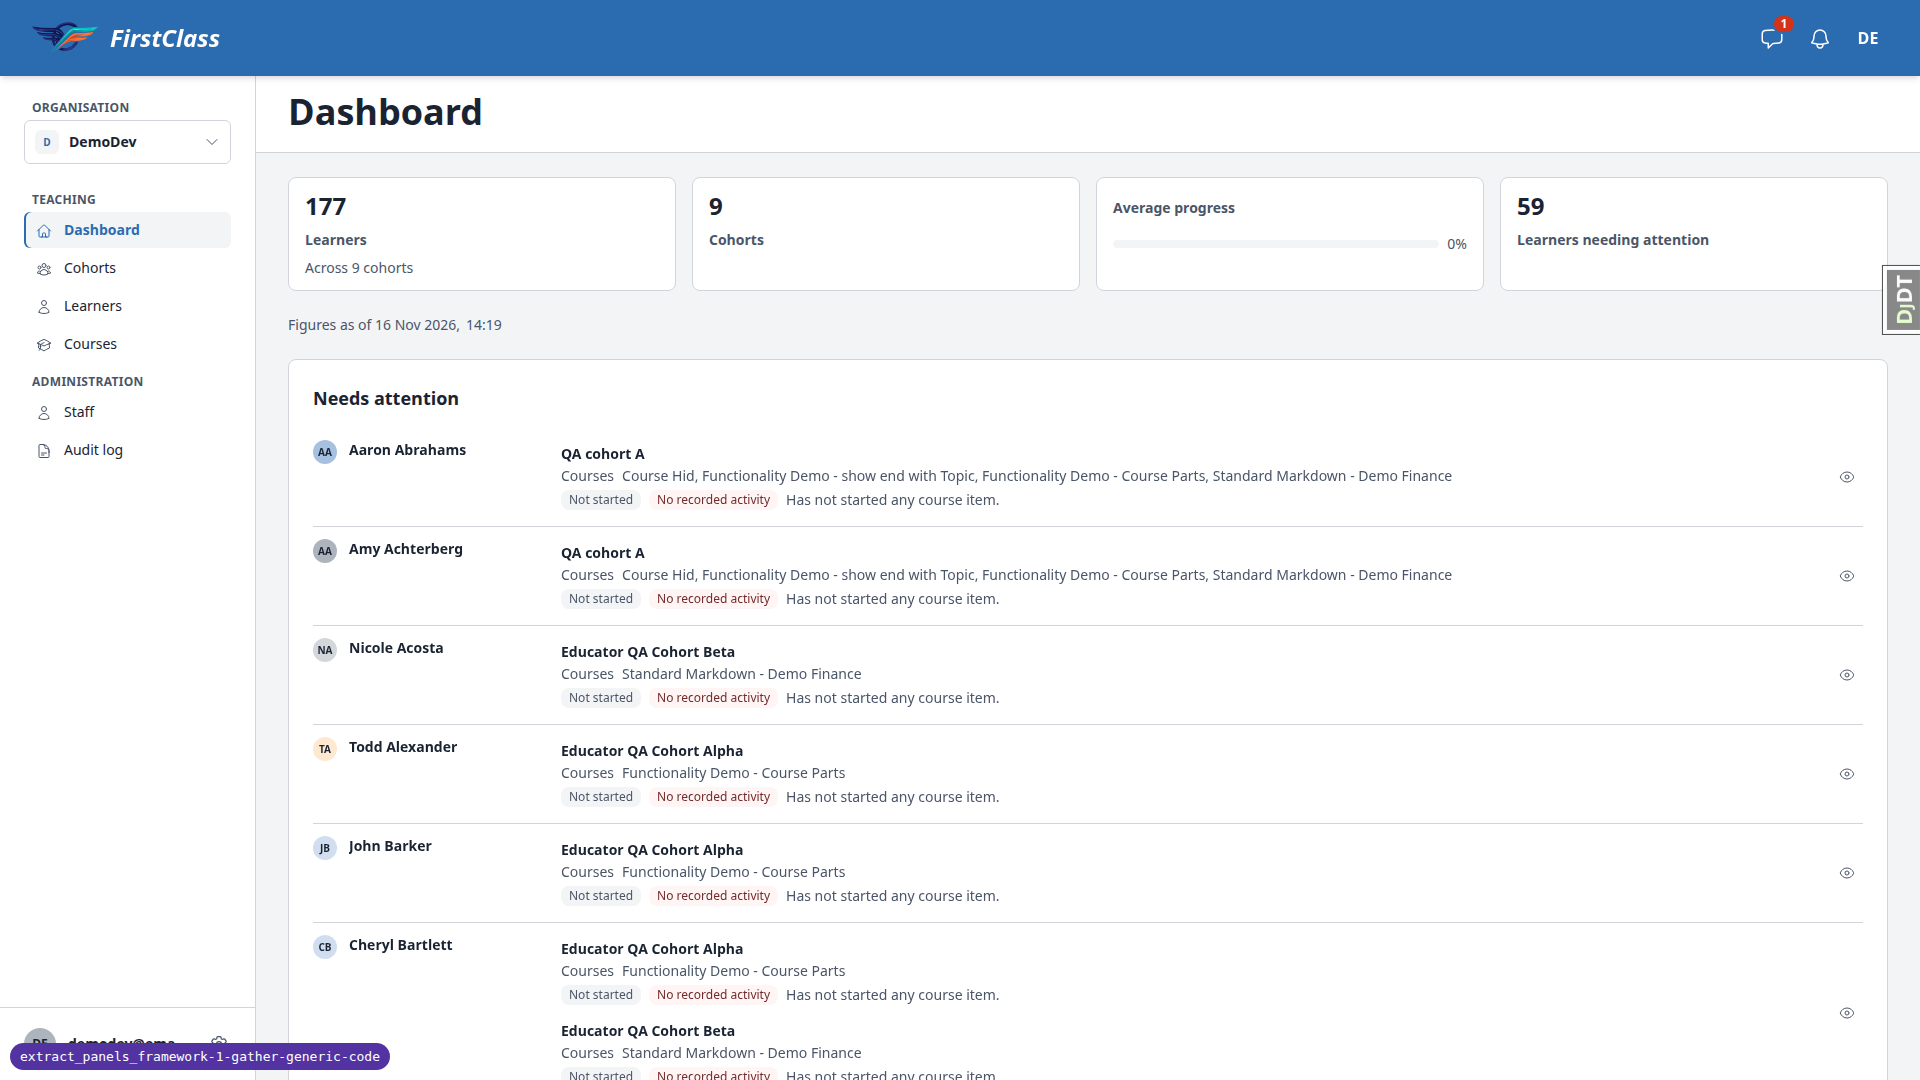 FirstClass
1
DE
ORGANISATION
D DemoDev
TEACHING
Dashboard
Cohorts
Learners
Courses
ADMINISTRATION
Staff
Audit log
Dashboard
177
Learners
Across 9 cohorts
9
Cohorts
Average progress
0%
59
Learners needing attention
DjDT
Figures as of 16 Nov 2026, 14:19
Needs attention
AA Aaron Abrahams
QA cohort A
Courses Course Hid, Functionality Demo - show end with Topic, Functionality Demo - Course Parts, Standard Markdown - Demo Finance
Not started No recorded activity Has not started any course item.
AA Amy Achterberg
QA cohort A
Courses Course Hid, Functionality Demo - show end with Topic, Functionality Demo - Course Parts, Standard Markdown - Demo Finance
Not started No recorded activity Has not started any course item.
NA Nicole Acosta
Educator QA Cohort Beta
Courses Standard Markdown - Demo Finance
Not started No recorded activity Has not started any course item.
TA Todd Alexander
Educator QA Cohort Alpha
Courses Functionality Demo - Course Parts
Not started No recorded activity Has not started any course item.
JB John Barker
Educator QA Cohort Alpha
Courses Functionality Demo - Course Parts
Not started No recorded activity Has not started any course item.
CB Cheryl Bartlett
Educator QA Cohort Alpha
Courses Functionality Demo - Course Parts
Not started No recorded activity Has not started any course item.
Educator QA Cohort Beta
Courses Standard Markdown - Demo Finance
Not started No recorded activity Has not started any course item.
extract_panels_framework-1-gather-generic-code